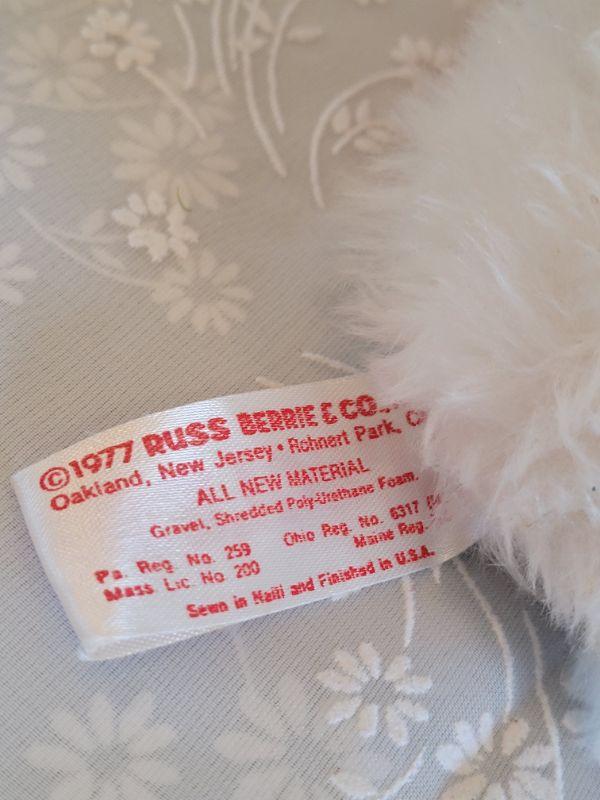 ©1977 RUSS BERRIE & CO.
Oakland, New Jersey • Rohnert Park,
ALL NEW MATERIAL
Gravel, Shredded Poly-Urethane Foam.
Pa. Reg. No. 259 Ohio Reg. No. 6317
Mass. Lic No. 200 Maine Reg.
Sewn in Haiti and Finished in U.S.A.